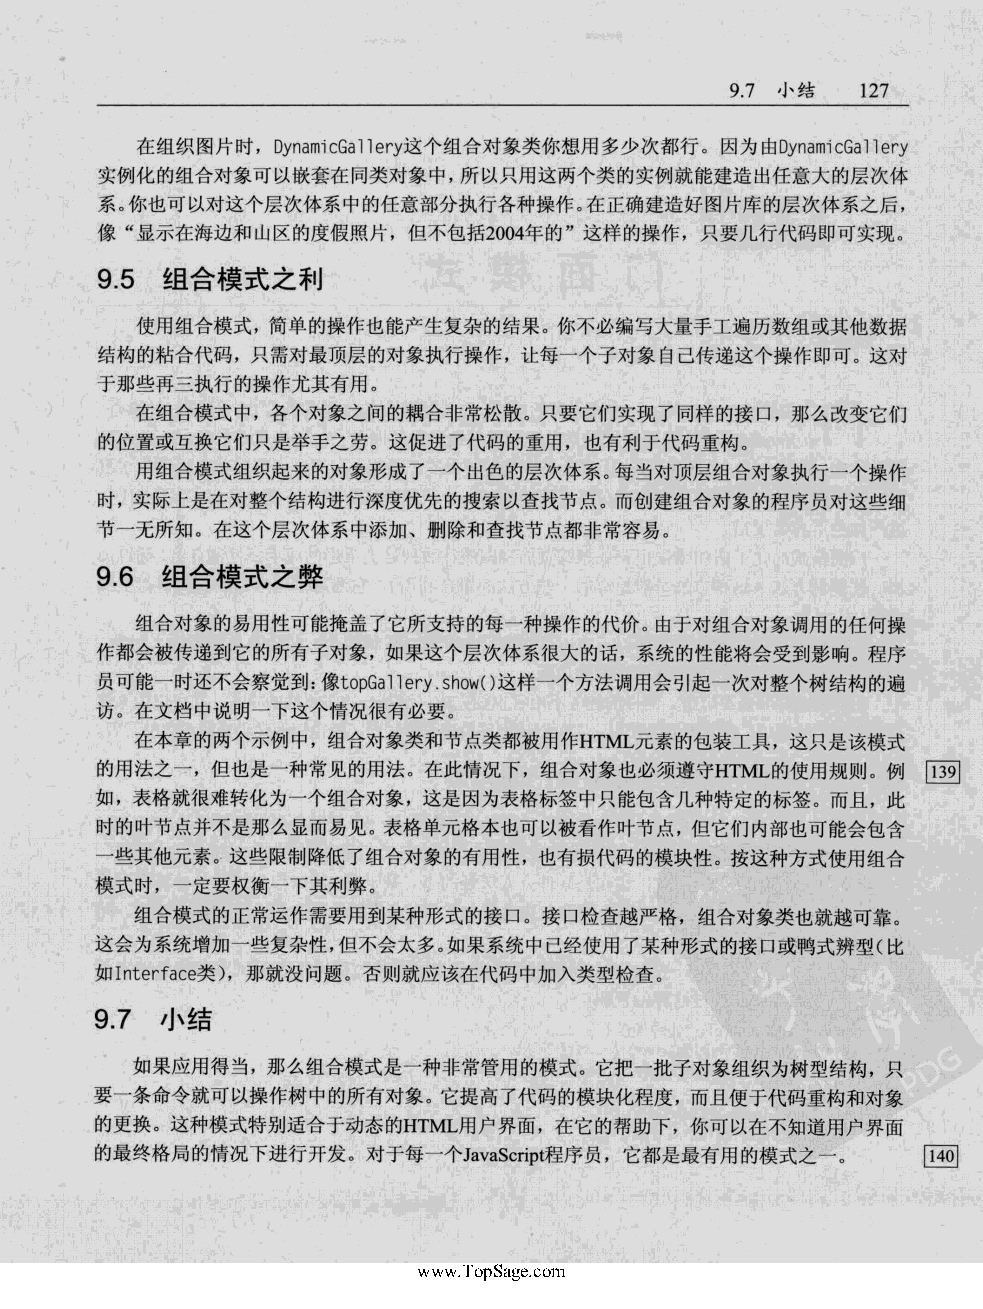 9.7 小结 127
在组织图片时，DynamicGallery这个组合对象类你想用多少次都行。因为由DynamicGallery
实例化的组合对象可以嵌套在同类对象中，所以只用这两个类的实例就能建造出任意大的层次体
系。你也可以对这个层次体系中的任意部分执行各种操作。在正确建造好图片库的层次体系之后，
像“显示在海边和山区的度假照片，但不包括2004年的”这样的操作，只要几行代码即可实现。
9.5 组合模式之利
使用组合模式，简单的操作也能产生复杂的结果。你不必编写大量手工遍历数组或其他数据
结构的粘合代码，只需对最顶层的对象执行操作，让每一个子对象自己传递这个操作即可。这对
于那些再三执行的操作尤其有用。
在组合模式中，各个对象之间的耦合非常松散。只要它们实现了同样的接口，那么改变它们
的位置或互换它们只是举手之劳。这促进了代码的重用，也有利于代码重构。
用组合模式组织起来的对象形成了一个出色的层次体系。每当对顶层组合对象执行一个操作
时，实际上是在对整个结构进行深度优先的搜索以查找节点。而创建组合对象的程序员对这些细
节一无所知。在这个层次体系中添加、删除和查找节点都非常容易。
9.6 组合模式之弊
组合对象的易用性可能掩盖了它所支持的每一种操作的代价。由于对组合对象调用的任何操
作都会被传递到它的所有子对象，如果这个层次体系很大的话，系统的性能将会受到影响。程序
员可能一时还不会察觉到：像topGallery.show()这样一个方法调用会引起一次对整个树结构的遍
访。在文档中说明一下这个情况很有必要。
在本章的两个示例中，组合对象类和节点类都被用作HTML元素的包装工具，这只是该模式
的用法之一，但也是一种常见的用法。在此情况下，组合对象也必须遵守HTML的使用规则。例 139
如，表格就很难转化为一个组合对象，这是因为表格标签中只能包含几种特定的标签。而且，此
时的叶节点并不是那么显而易见。表格单元格本也可以被看作叶节点，但它们内部也可能会包含
一些其他元素。这些限制降低了组合对象的有用性，也有损代码的模块性。按这种方式使用组合
模式时，一定要权衡一下其利弊。
组合模式的正常运作需要用到某种形式的接口。接口检查越严格，组合对象类也就越可靠。
这会为系统增加一些复杂性，但不会太多。如果系统中已经使用了某种形式的接口或鸭式辨型（比
如Interface类），那就没问题。否则就应该在代码中加入类型检查。
9.7 小结
如果应用得当，那么组合模式是一种非常管用的模式。它把一批子对象组织为树型结构，只
要一条命令就可以操作树中的所有对象。它提高了代码的模块化程度，而且便于代码重构和对象
的更换。这种模式特别适合于动态的HTML用户界面，在它的帮助下，你可以在不知道用户界面
的最终格局的情况下进行开发。对于每一个JavaScript程序员，它都是最有用的模式之一。 140
PDG
www.TopSage.com